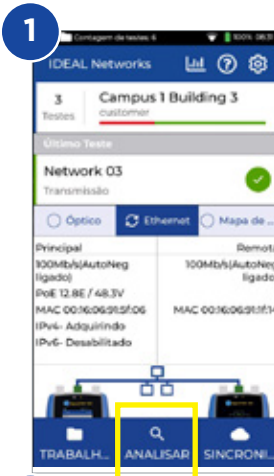 1
Contagem de testes: 6
100% 08:31
IDEAL Networks
3
Testes
Campus 1 Building 3
customer
Último Teste
Network 03
Transmissão
Óptico
Ethernet
Mapa de ...
Principal
Remota
100Mb/s(AutoNeg
ligado)
100Mb/s(AutoNeg
ligado
PoE 12.8E / 48.3V
MAC 00:16:06:91:5f:06
MAC 00:16:06:91:1f:14
IPv4- Adquirindo
IPv6- Desabilitado
TRABALH...
ANALISAR
SINCRONI...